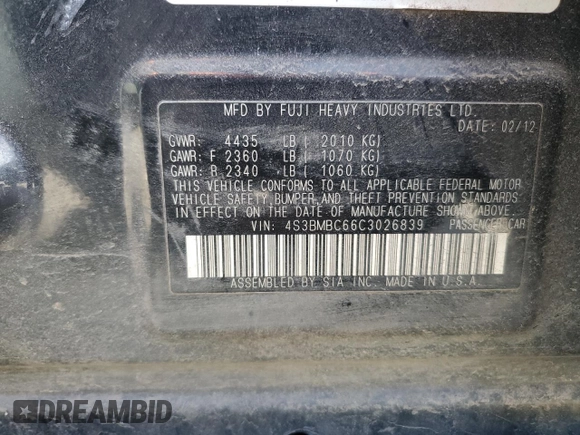 MFD BY FUJI HEAVY INDUSTRIES LTD.
DATE: 02/12
GVWR: 4435 LB ( 2010 KG)
GAWR: F 2360 LB ( 1070 KG)
GAWR: R 2340 LB ( 1060 KG)
THIS VEHICLE CONFORMS TO ALL APPLICABLE FEDERAL MOTOR
VEHICLE SAFETY, BUMPER, AND THEFT PREVENTION STANDARDS
IN EFFECT ON THE DATE OF MANUFACTURE SHOWN ABOVE.
VIN: 4S3BMBC66C3026839 PASSENGER CAR
ASSEMBLED BY SIA INC. MADE IN U.S.A.
DREAMBID